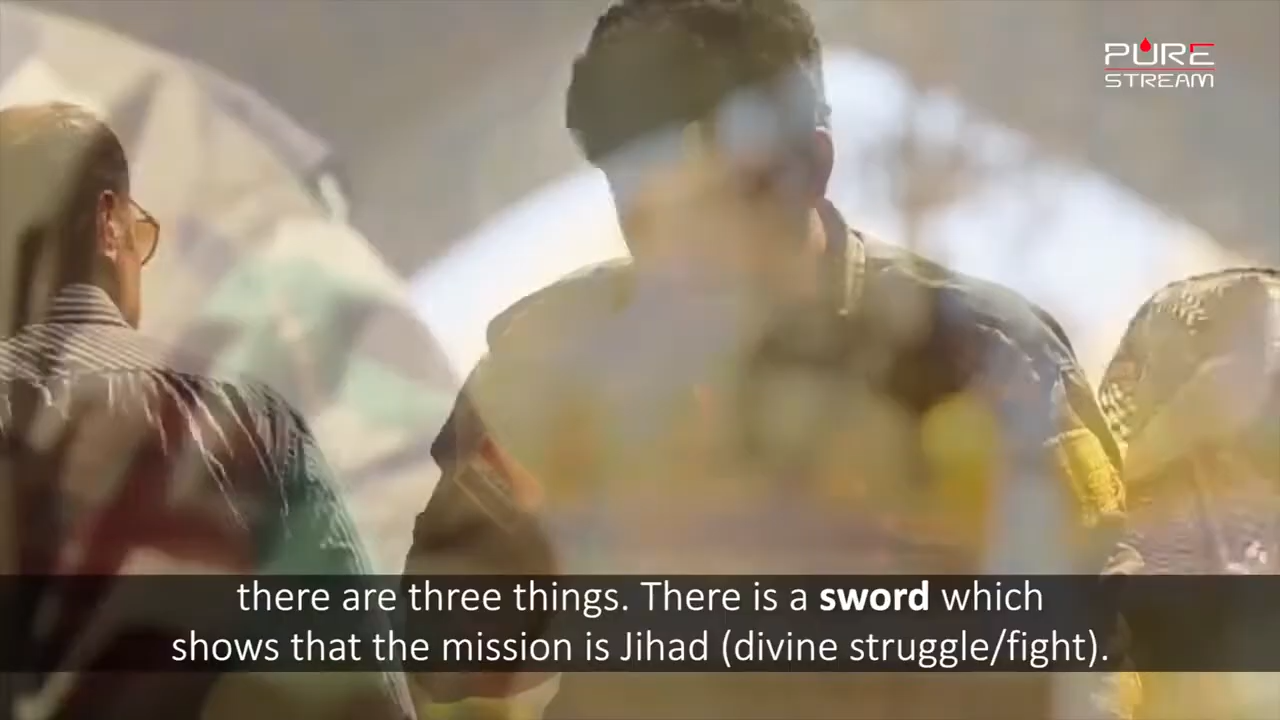 PURE
STREAM
there are three things. There is a sword which
shows that the mission is Jihad (divine struggle/fight).